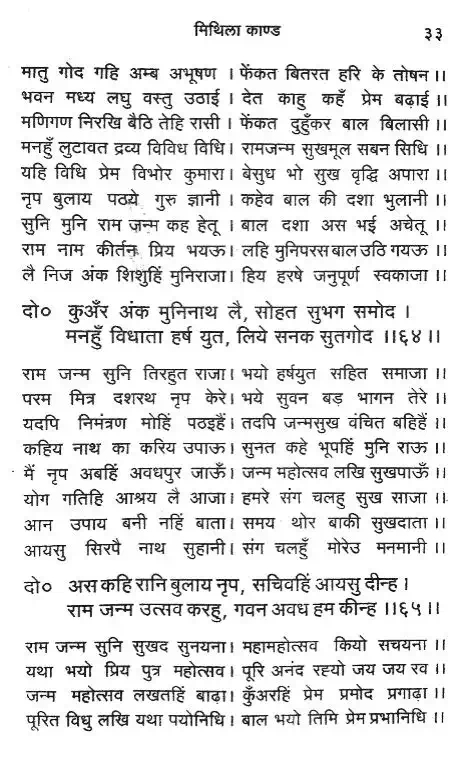 मिथिला काण्ड ३३
मातु गोद गहि अम्ब अभूषण । फेंकत बितरत हरि के तोषन ।।
भवन मध्य लघु वस्तु उठाई । देत काहु कहँ प्रेम बढ़ाई ।।
मणिगण निरखि बैठि तेहि रासी । फेंकत दुहुँकर बाल बिलासी ।।
मनहुँ लुटावत द्रव्य विविध विधि । रामजन्म सुखमूल सबन सिधि ।।
यहि विधि प्रेम विभोर कुमारा । बेसुध भो सुख वृद्धि अपारा ।।
नृप बुलाय पठये गुरु ज्ञानी । कहेव बाल की दशा भुलानी ।।
सुनि मुनि राम जन्म कह हेतू । बाल दशा अस भई अचेतू ।।
राम नाम कीर्तन प्रिय भयऊ । लहि मुनिपरस बाल उठि गयऊ ।।
लै निज अंक शिशुहिं मुनिराजा । हिय हरषे जनुपूर्ण स्वकाजा ।।
दो० कुअँर अंक मुनिनाथ लै, सोहत सुभग समोद ।
मनहुँ विधाता हर्ष युत, लिये सनक सुतगोद ।।६४।।
राम जन्म सुनि तिरहुत राजा । भयो हर्षयुत सहित समाजा ।।
परम मित्र दशरथ नृप केरे । भये सुवन बड़ भागन तेरे ।।
यदपि निमंत्रण मोहिं पठइहैं । तदपि जन्मसुख वंचित बहिहैं ।।
कहिय नाथ का करिय उपाऊ । सुनत कहे भूपहिं मुनि राऊ ।।
मैं नृप अबहिं अवधपुर जाऊँ । जन्म महोत्सव लखि सुखपाऊँ ।।
योग गतिहि आश्रय लै आजा । हमरे संग चलहु सुख साजा ।।
आन उपाय बनी नहिं बाता । समय थोर बाकी सुखदाता ।।
आयसु सिरपै नाथ सुहानी । संग चलहुँ मोरेउ मनमानी ।।
दो० अस कहि रानि बुलाय नृप, सचिवहिं आयसु दीन्ह ।
राम जन्म उत्सव करहु, गवन अवध हम कीन्ह ।।६५।।
राम जन्म सुनि सुखद सुनयना । महामहोत्सव कियो सचयना ।।
यथा भयो प्रिय पुत्र महोत्सव । पूरि अनंद रह्यो जय जय रव ।।
जन्म महोत्सव लखतहिं बाढ़ा । कुँअरहिं प्रेम प्रमोद प्रगाढ़ा ।।
पूरित विधु लखि यथा पयोनिधि । बाल भयो तिमि प्रेम प्रभानिधि ।।